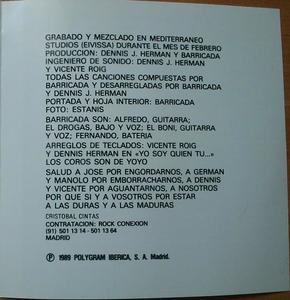 GRABADO Y MEZCLADO EN MEDITERRANEO
STUDIOS (EIVISSA) DURANTE EL MES DE FEBRERO
PRODUCCION: DENNIS J. HERMAN Y BARRICADA
INGENIERO DE SONIDO: DENNIS J. HERMAN
Y VICENTE ROIG
TODAS LAS CANCIONES COMPUESTAS POR
BARRICADA Y DESARREGLADAS POR BARRICADA
Y DENNIS J. HERMAN
PORTADA Y HOJA INTERIOR: BARRICADA
FOTO: ESTANIS
BARRICADA SON: ALFREDO, GUITARRA;
EL DROGAS, BAJO Y VOZ; EL BONI, GUITARRA
Y VOZ; FERNANDO, BATERIA
ARREGLOS DE TECLADOS: VICENTE ROIG
Y DENNIS HERMAN EN «YO SOY QUIEN TU...»
LOS COROS SON DE YOYO
SALUD A JOSE POR ENGORDARNOS, A GERMAN
Y MANOLO POR EMBORRACHARNOS, A DENNIS
Y VICENTE POR AGUANTARNOS, A NOSOTROS
POR QUE SI Y A VOSOTROS POR ESTAR
A LAS DURAS Y A LAS MADURAS
CRISTOBAL CINTAS
CONTRATACION: ROCK CONEXION
(91) 501 13 14 - 501 13 64
MADRID
Ⓟ 1989 POLYGRAM IBERICA, S. A. Madrid.